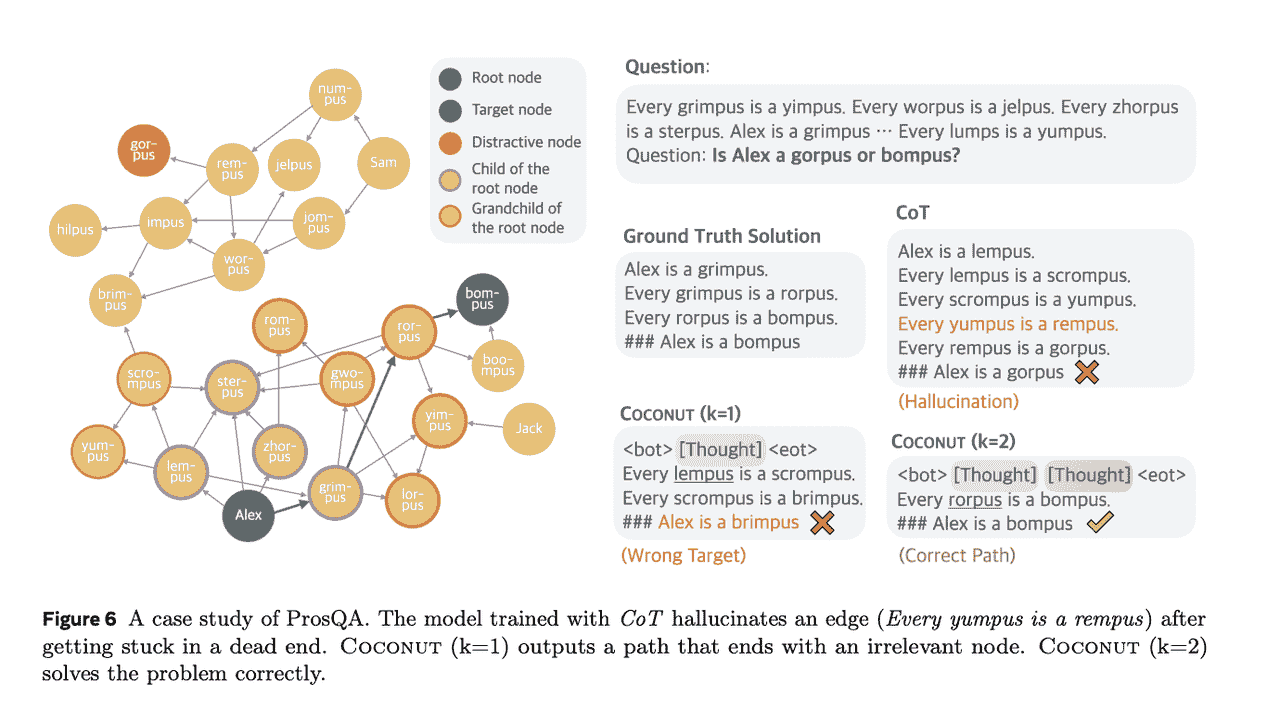 num-
pus
gor-
pus
rem-
pus
jelpus
Sam
hilpus
impus
jom-
pus
wor-
pus
brim-
pus
bom-
pus
rom-
pus
ror-
pus
boo-
mpus
scro-
mpus
ster-
pus
gwo-
mpus
yim-
pus
Jack
yum-
pus
lem-
pus
zhor-
pus
grim-
pus
lor-
pus
Alex
Root node
Target node
Distractive node
Child of the
root node
Grandchild of
the root node
Question:
Every grimpus is a yimpus. Every worpus is a jelpus. Every zhorpus
is a sterpus. Alex is a grimpus ··· Every lumps is a yumpus.
Question: Is Alex a gorpus or bompus?
Ground Truth Solution
Alex is a grimpus.
Every grimpus is a rorpus.
Every rorpus is a bompus.
### Alex is a bompus
CoT
Alex is a lempus.
Every lempus is a scrompus.
Every scrompus is a yumpus.
Every yumpus is a rempus.
Every rempus is a gorpus.
### Alex is a gorpus
(Hallucination)
COCONUT (k=1)
<bot> [Thought] <eot>
Every lempus is a scrompus.
Every scrompus is a brimpus.
### Alex is a brimpus
(Wrong Target)
COCONUT (k=2)
<bot> [Thought] [Thought] <eot>
Every rorpus is a bompus.
### Alex is a bompus
(Correct Path)
Figure 6 A case study of ProsQA. The model trained with CoT hallucinates an edge (Every yumpus is a rempus) after
getting stuck in a dead end. COCONUT (k=1) outputs a path that ends with an irrelevant node. COCONUT (k=2)
solves the problem correctly.